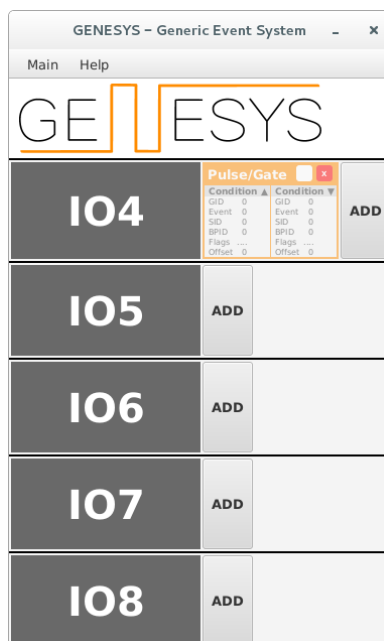 GENESYS – Generic Event System
Main Help
GENESYS
IO4
Pulse/Gate x
Condition ▲ Condition ▼
GID 0 GID 0
Event 0 Event 0
SID 0 SID 0
BPID 0 BPID 0
Flags .... Flags ....
Offset 0 Offset 0
ADD
IO5 ADD
IO6 ADD
IO7 ADD
IO8 ADD